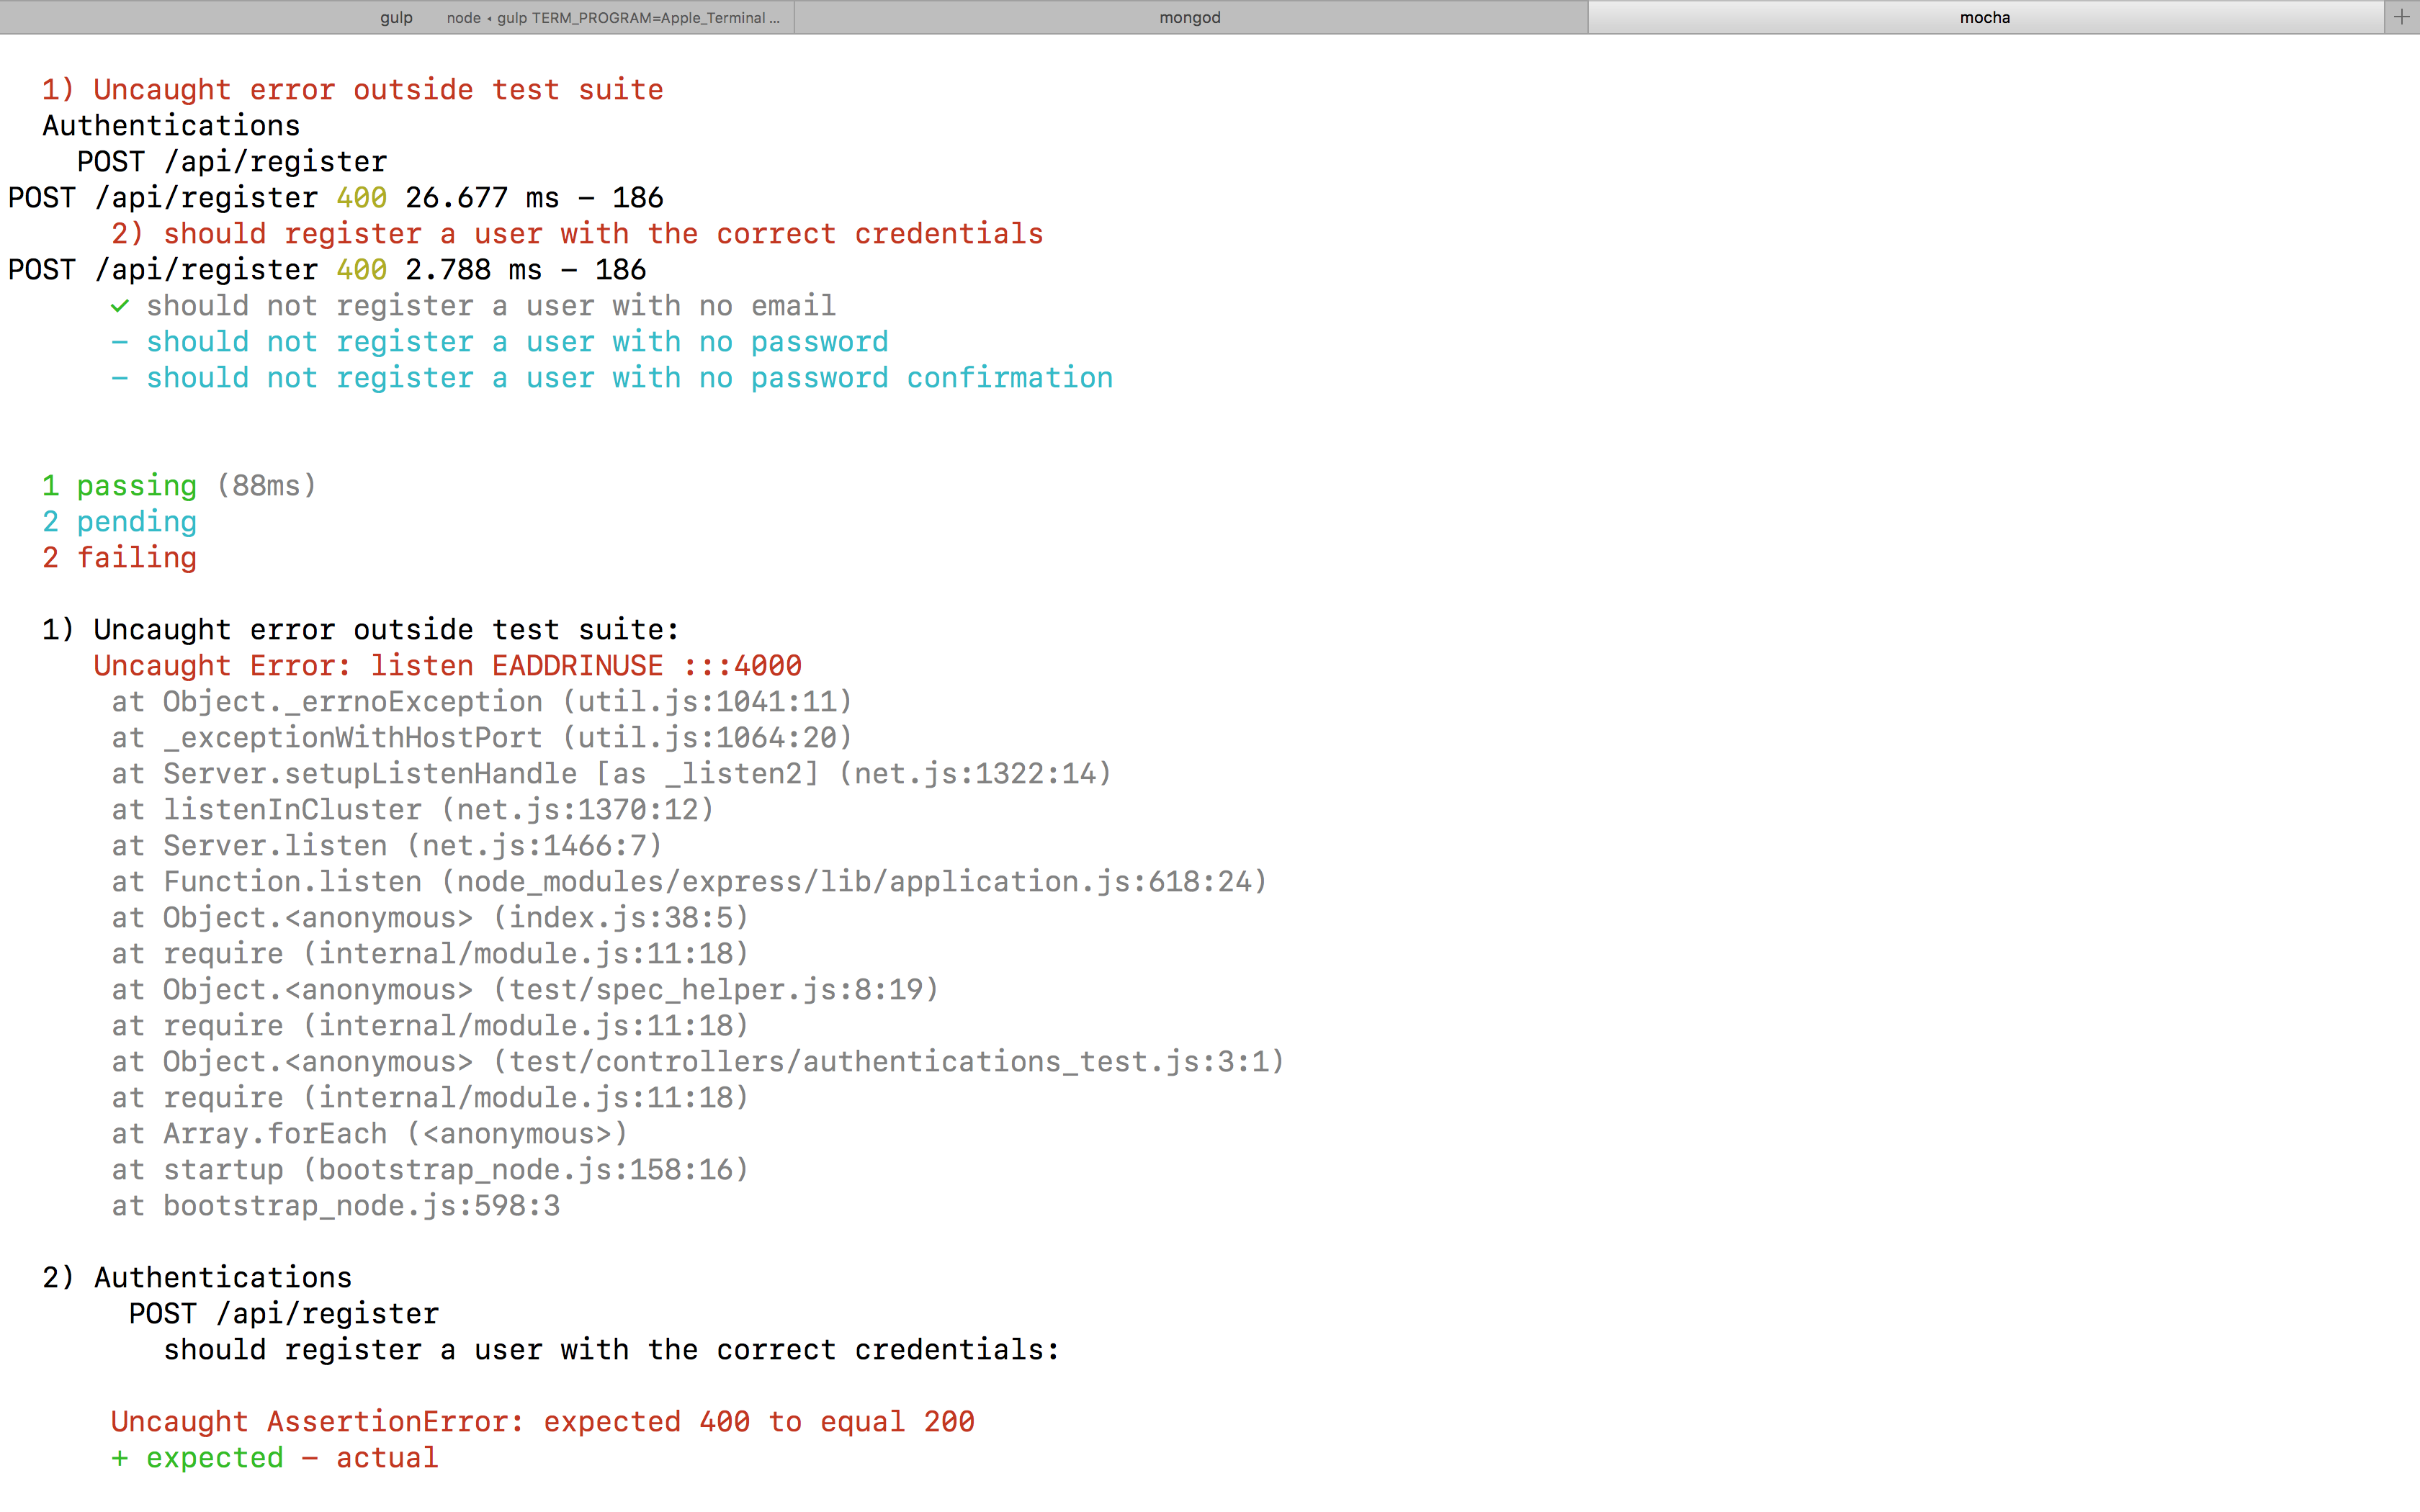 gulp node ◂ gulp TERM_PROGRAM=Apple_Terminal ...
mongod
mocha
+
1) Uncaught error outside test suite
Authentications
POST /api/register
POST /api/register 400 26.677 ms - 186
2) should register a user with the correct credentials
POST /api/register 400 2.788 ms - 186
✓ should not register a user with no email
- should not register a user with no password
- should not register a user with no password confirmation
1 passing (88ms)
2 pending
2 failing
1) Uncaught error outside test suite:
Uncaught Error: listen EADDRINUSE :::4000
at Object._errnoException (util.js:1041:11)
at _exceptionWithHostPort (util.js:1064:20)
at Server.setupListenHandle [as _listen2] (net.js:1322:14)
at listenInCluster (net.js:1370:12)
at Server.listen (net.js:1466:7)
at Function.listen (node_modules/express/lib/application.js:618:24)
at Object.<anonymous> (index.js:38:5)
at require (internal/module.js:11:18)
at Object.<anonymous> (test/spec_helper.js:8:19)
at require (internal/module.js:11:18)
at Object.<anonymous> (test/controllers/authentications_test.js:3:1)
at require (internal/module.js:11:18)
at Array.forEach (<anonymous>)
at startup (bootstrap_node.js:158:16)
at bootstrap_node.js:598:3
2) Authentications
POST /api/register
should register a user with the correct credentials:
Uncaught AssertionError: expected 400 to equal 200
+ expected - actual